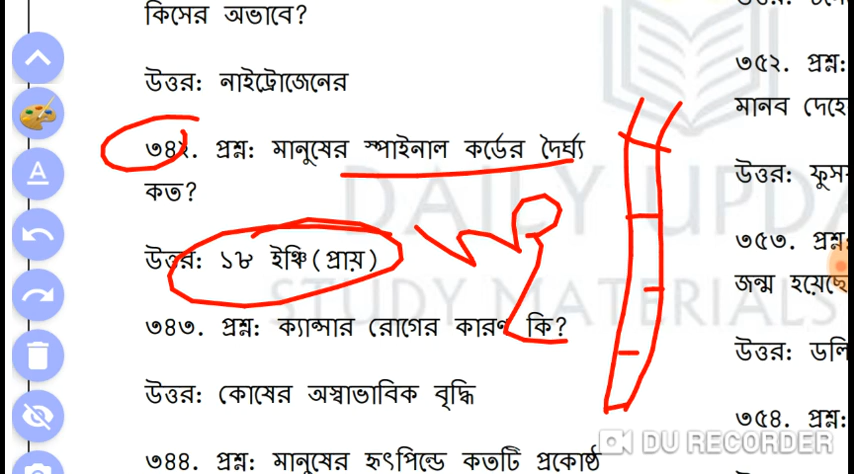 কিসের অভাবে?
উত্তর: নাইট্রোজেনের
৩৪২. প্রশ্ন: মানুষের স্পাইনাল কর্ডের দৈর্ঘ্য
কত?
উত্তর: ১৮ ইঞ্চি(প্রায়)
৩৪৩. প্রশ্ন: ক্যান্সার রোগের কারণ কি?
উত্তর: কোষের অস্বাভাবিক বৃদ্ধি
৩৪৪. প্রশ্ন: মানুষের হৃৎপিন্ডে কতটি প্রকোষ্ঠ
৩৫২. প্রশ্ন:
মানব দেহে
উত্তর:
৩৫৩. প্রশ্ন:
জন্ম হয়েছে
উত্তর: ডলি
৩৫৪. প্রশ্ন:
DAILY UPDA
STUDY MATERIALS
DU RECORDER
A